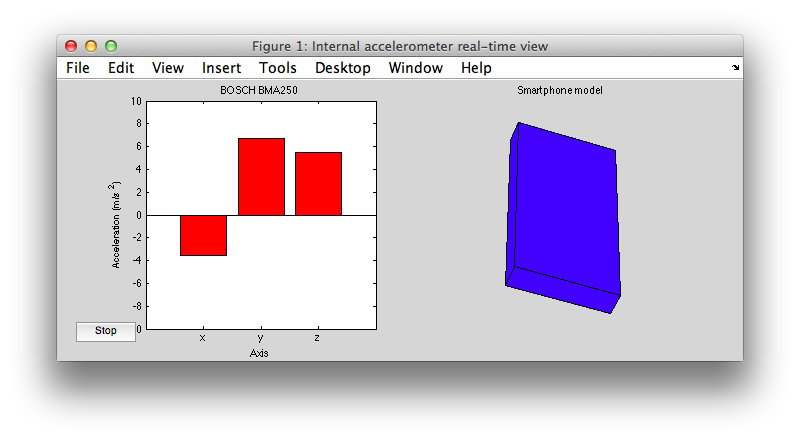 Figure 1: Internal accelerometer real-time view
File Edit View Insert Tools Desktop Window Help
BOSCH BMA250
Smartphone model
10
8
6
4
2
0
-2
-4
-6
-8
0
Acceleration (m/s^2)
x y z
Axis
Stop